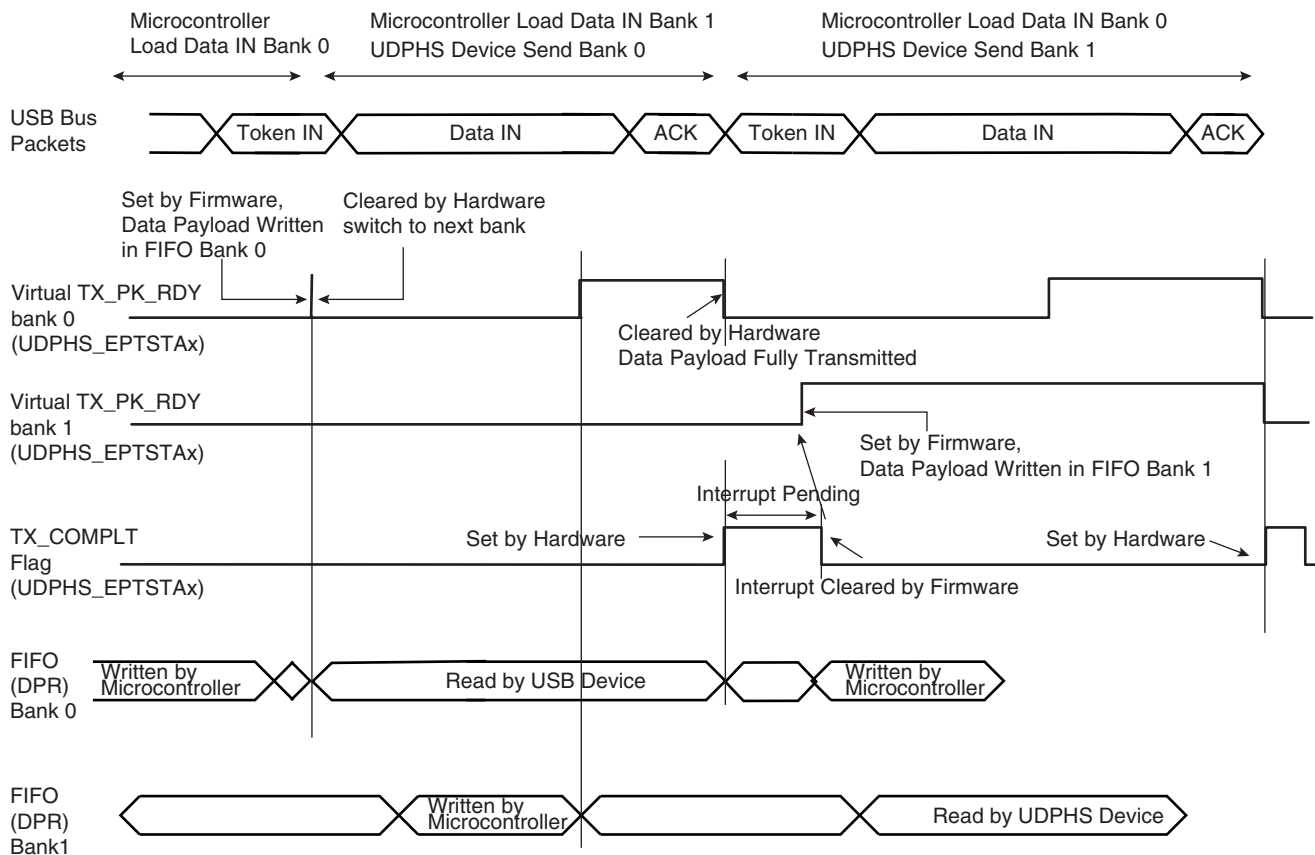 Microcontroller
Load Data IN Bank 0
Microcontroller Load Data IN Bank 1
UDPHS Device Send Bank 0
Microcontroller Load Data IN Bank 0
UDPHS Device Send Bank 1
USB Bus
Packets
Token IN
Data IN
ACK
Token IN
Data IN
ACK
Set by Firmware,
Data Payload Written
in FIFO Bank 0
Cleared by Hardware
switch to next bank
Virtual TX_PK_RDY
bank 0
(UDPHS_EPTSTAx)
Cleared by Hardware
Data Payload Fully Transmitted
Virtual TX_PK_RDY
bank 1
(UDPHS_EPTSTAx)
Set by Firmware,
Data Payload Written in FIFO Bank 1
Interrupt Pending
TX_COMPLT
Flag
(UDPHS_EPTSTAx)
Set by Hardware
Set by Hardware
Interrupt Cleared by Firmware
FIFO
(DPR)
Bank 0
Written by
Microcontroller
Read by USB Device
Written by
Microcontroller
FIFO
(DPR)
Bank1
Written by
Microcontroller
Read by UDPHS Device